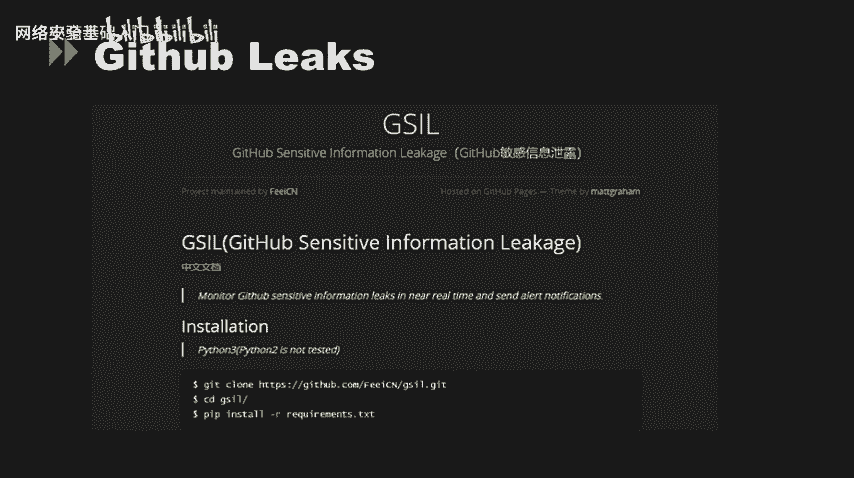 网络安全基础入门
bilibili
Github Leaks
GSIL
GitHub Sensitive Information Leakage (GitHub敏感信息泄露)
Project maintained by FeeiCN
Hosted on GitHub Pages — Theme by mattgraham
GSIL(GitHub Sensitive Information Leakage)
中文文档
Monitor Github sensitive information leaks in near real time and send alert notifications.
Installation
Python3(Python2 is not tested)
$ git clone https://github.com/FeeiCN/gsil.git
$ cd gsil/
$ pip install -r requirements.txt